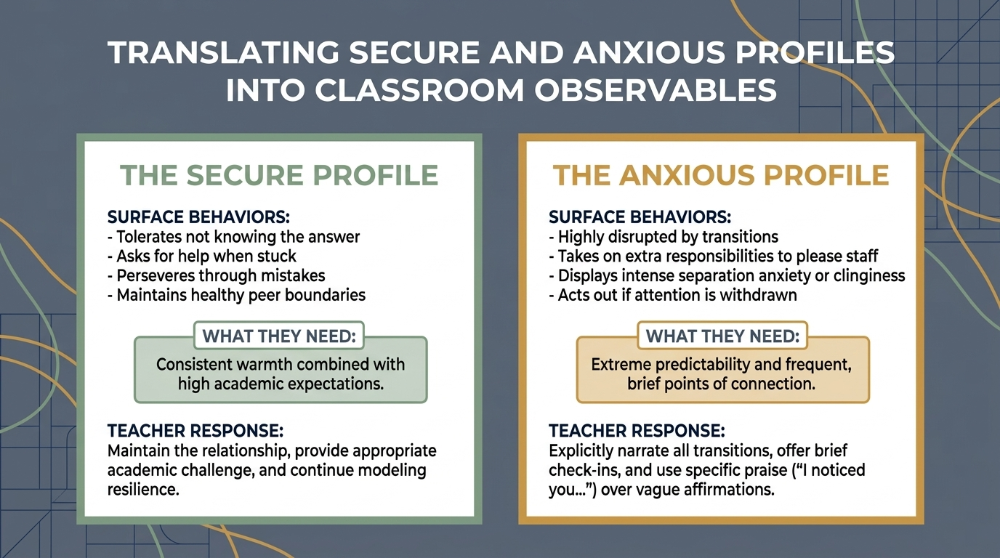 TRANSLATING SECURE AND ANXIOUS PROFILES
INTO CLASSROOM OBSERVABLES
THE SECURE PROFILE
SURFACE BEHAVIORS:
- Tolerates not knowing the answer
- Asks for help when stuck
- Perseveres through mistakes
- Maintains healthy peer boundaries
WHAT THEY NEED:
Consistent warmth combined with
high academic expectations.
TEACHER RESPONSE:
Maintain the relationship, provide appropriate
academic challenge, and continue modeling
resilience.
THE ANXIOUS PROFILE
SURFACE BEHAVIORS:
- Highly disrupted by transitions
- Takes on extra responsibilities to please staff
- Displays intense separation anxiety or clinginess
- Acts out if attention is withdrawn
WHAT THEY NEED:
Extreme predictability and frequent,
brief points of connection.
TEACHER RESPONSE:
Explicitly narrate all transitions, offer brief
check-ins, and use specific praise (“I noticed
you...”) over vague affirmations.